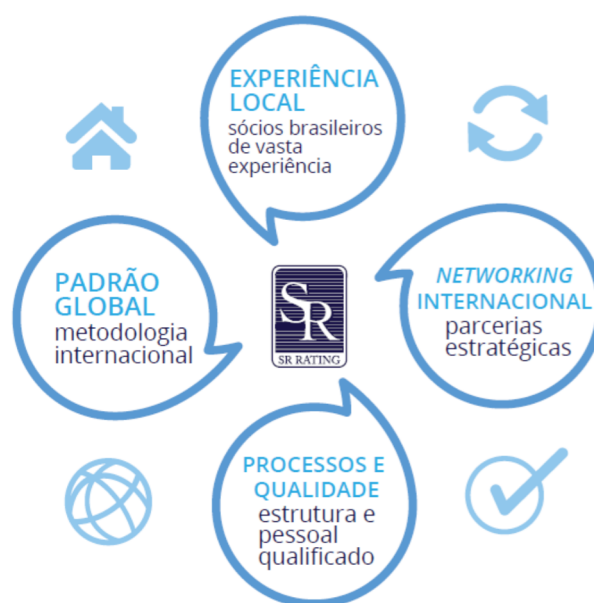 EXPERIÊNCIA
LOCAL
sócios brasileiros
de vasta
experiência
PADRÃO
GLOBAL
metodologia
internacional
SR
SR RATING
NETWORKING
INTERNACIONAL
parcerias
estratégicas
PROCESSOS E
QUALIDADE
estrutura e
pessoal
qualificado